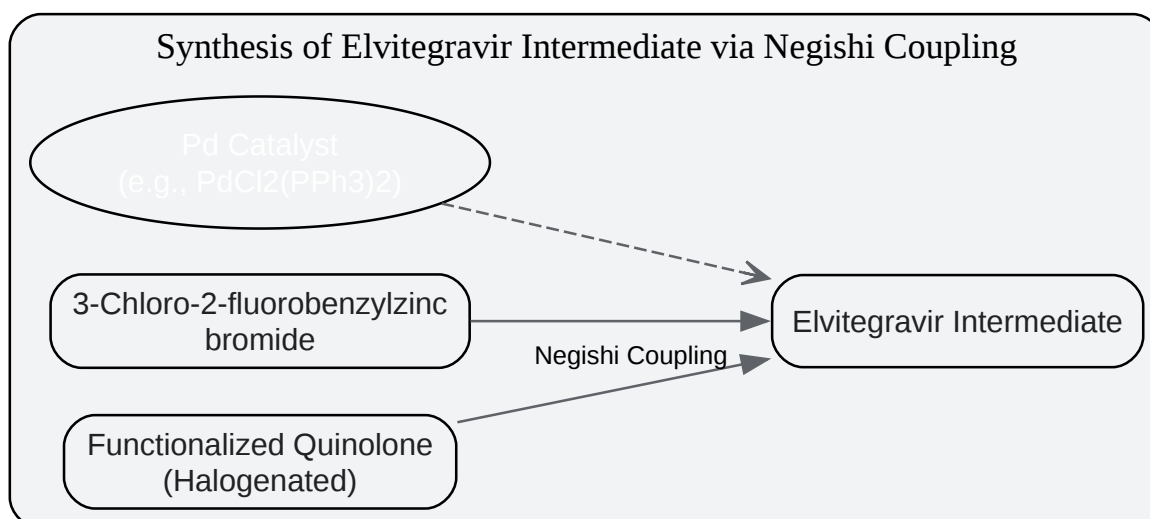 Synthesis of Elvitegravir Intermediate via Negishi Coupling
Pd Catalyst
(e.g., PdCl2(PPh3)2)
3-Chloro-2-fluorobenzylzinc
bromide
Elvitegravir Intermediate
Negishi Coupling
Functionalized Quinolone
(Halogenated)